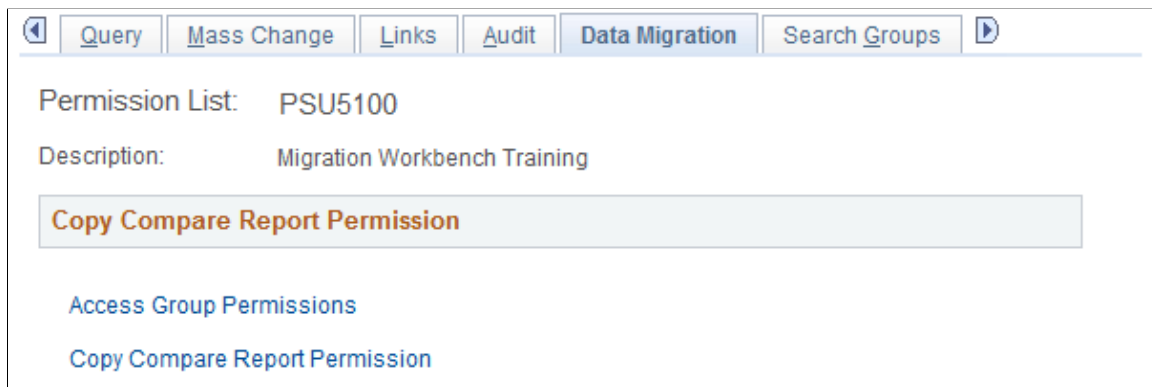 Query Mass Change Links Audit Data Migration Search Groups
Permission List: PSU5100
Description: Migration Workbench Training
Copy Compare Report Permission
Access Group Permissions
Copy Compare Report Permission